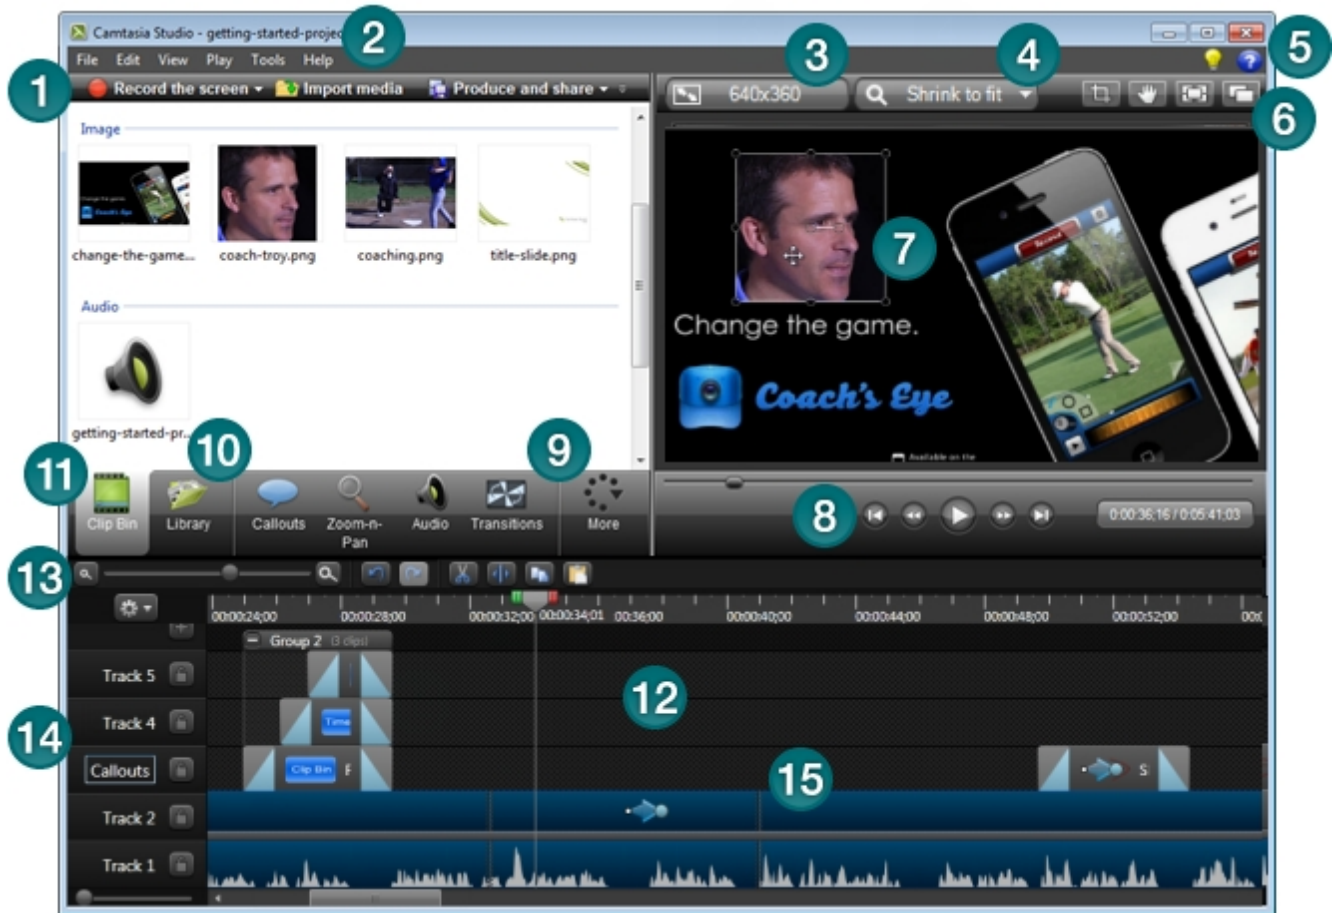 Camtasia Studio - getting-started-projec
2
File Edit View Play Tools Help
3
4
5
1
Record the screen
Import media
Produce and share
640x360
Shrink to fit
6
Image
change-the-game...
coach-troy.png
coaching.png
title-slide.png
7
Change the game.
Coach's Eye
Available on the
Audio
getting-started-pr...
11
10
9
Clip Bin
Library
Callouts
Zoom-n-
Pan
Audio
Transitions
More
8
0:00:36;16 / 0:05:41;03
13
00:00:24;00 00:00:28;00 00:00:32;00 00:00:34;01 00:36;00 00:00:40;00 00:00:44;00 00:00:48;00 00:00:52;00
Group 2 (3 clips)
Track 5
12
14
Track 4
Time
Callouts
Clip Bin
15
S
Track 2
Track 1